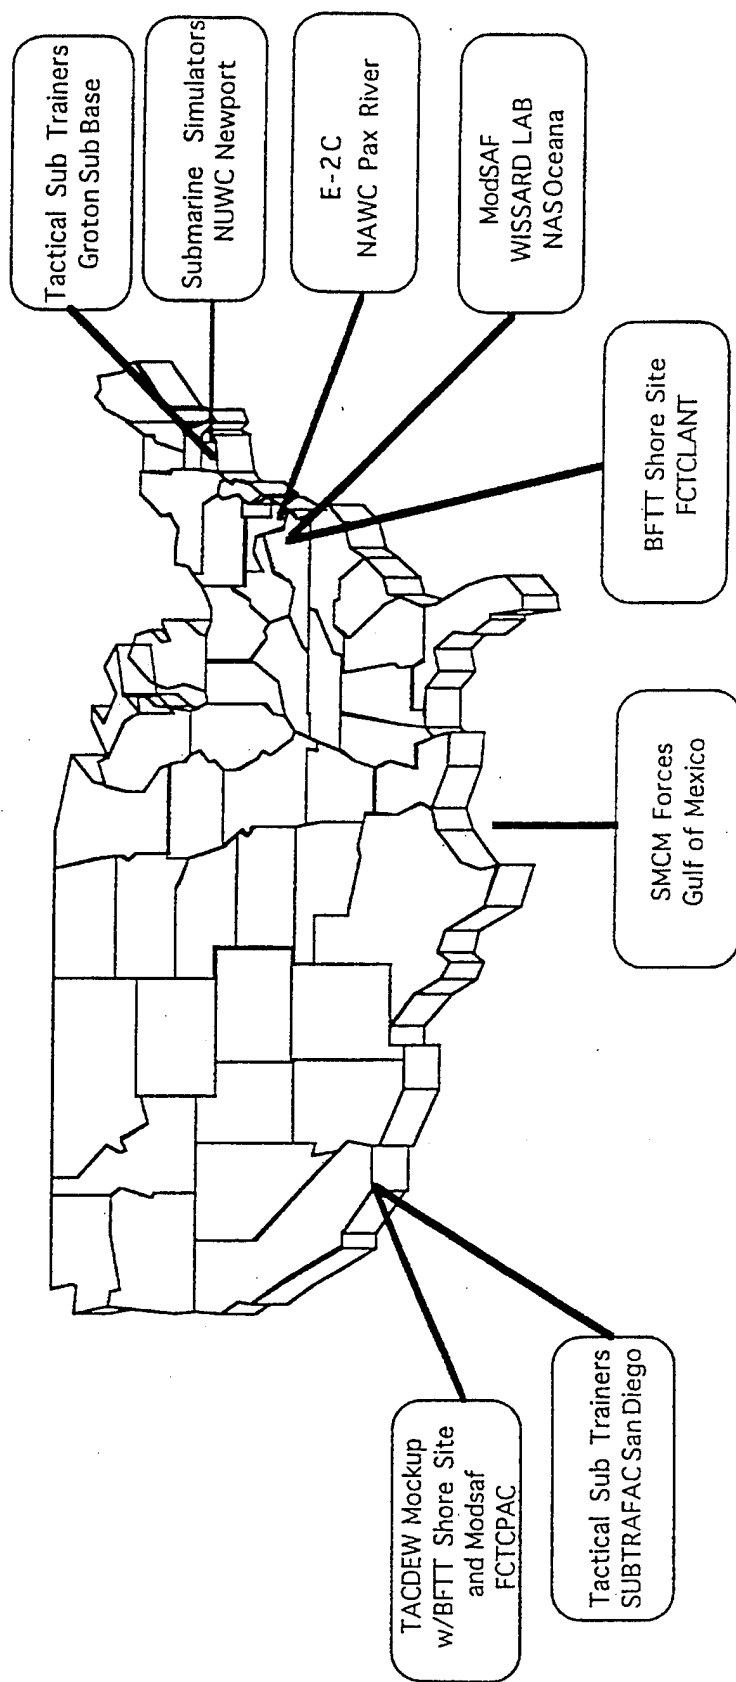 Tactical Sub Trainers
Groton Sub Base
Submarine Simulators
NUWC Newport
E-2C
NAWC Pax River
ModSAF
WISSARD LAB
NASOceana
BFTT Shore Site
FCTCLANT
SMCM Forces
Gulf of Mexico
TACDEW Mockup
w/BFTT Shore Site
and Modsaf
FCTCPAC
Tactical Sub Trainers
SUBTRAFAC San Diego